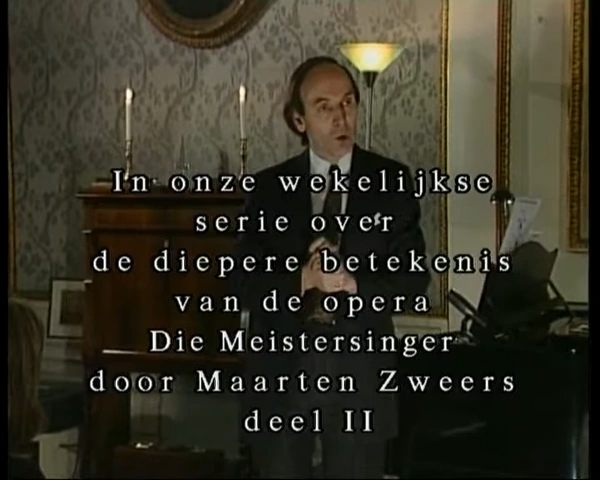 In onze wekelijkse
serie over
de diepere betekenis
van de opera
Die Meistersinger
door Maarten Zweers
deel II